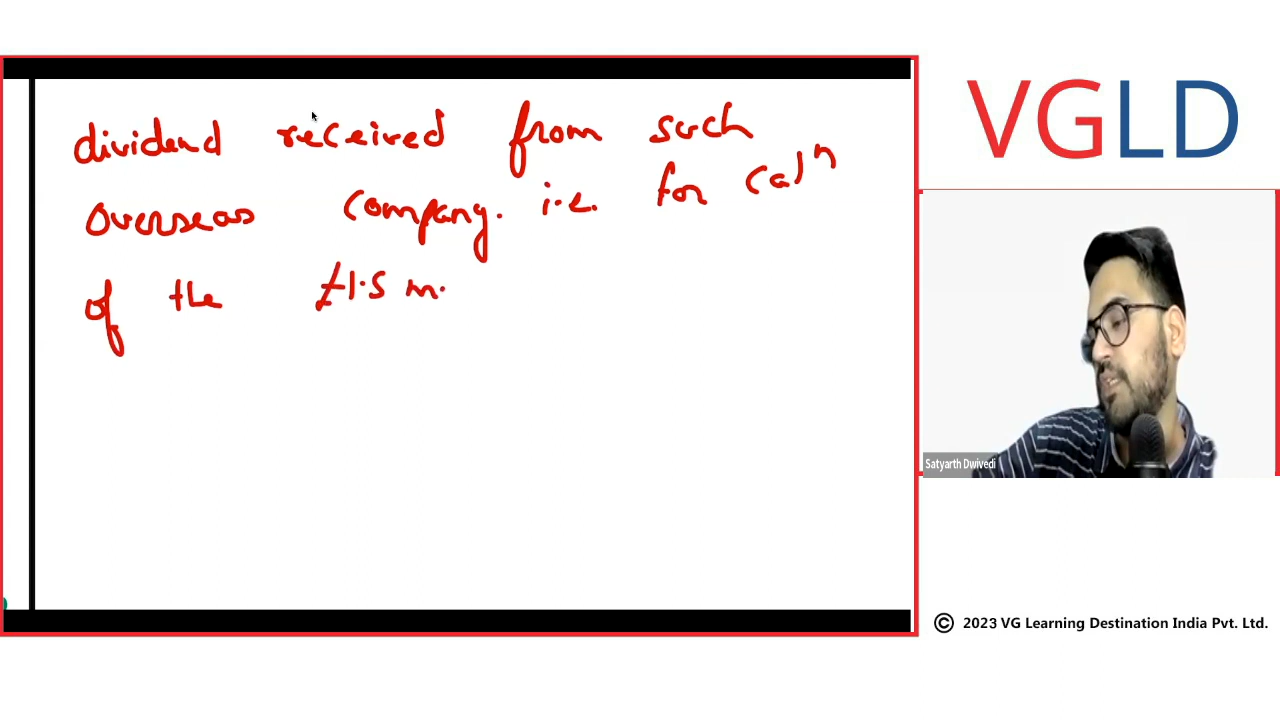 dividend received from such
overseas company. i.e. for calⁿ
of the £1.5 m.
VGLD
Satyarth Dwivedi
© 2023 VG Learning Destination India Pvt. Ltd.